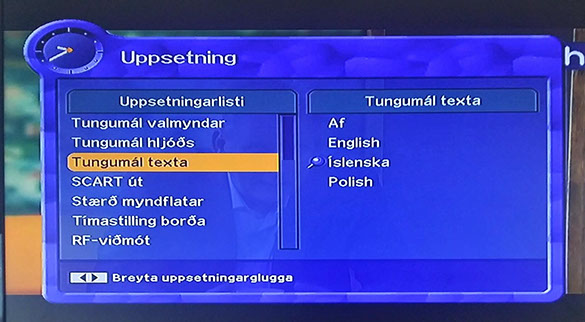 Uppsetning
h
Uppsetningarlisti
Tungumál valmyndar
Tungumál hljóðs
Tungumál texta
SCART út
Stærð myndflatar
Tímastilling borða
RF-viðmót
Tungumál texta
Af
English
Íslenska
Polish
Breyta uppsetningarglugga